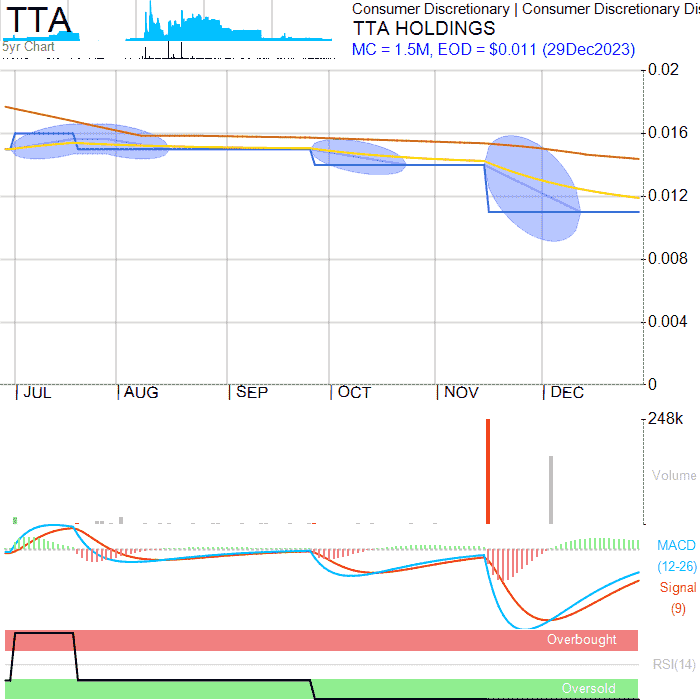 TTA
5yr Chart
Consumer Discretionary | Consumer Discretionary Dis
TTA HOLDINGS
MC = 1.5M, EOD = $0.011 (29Dec2023)
0.02
0.016
0.012
0.008
0.004
0
JUL
AUG
SEP
OCT
NOV
DEC
248k
Volume
MACD
(12-26)
Signal
(9)
Overbought
RSI(14)
Oversold